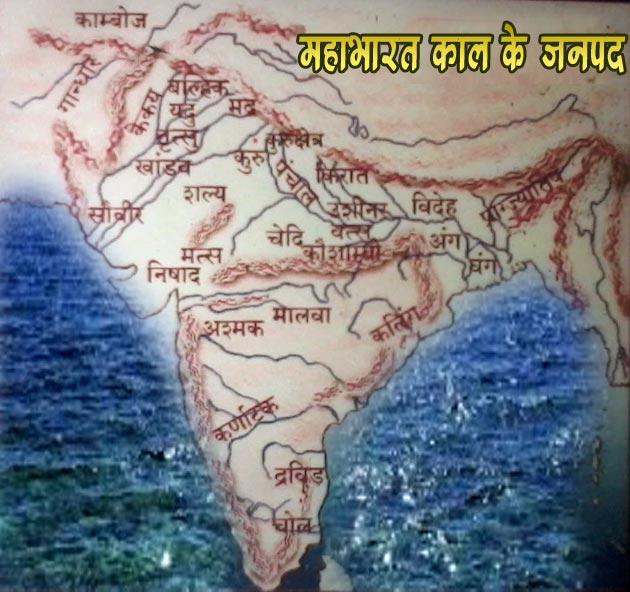 महाभारत काल के जनपद
काम्बोज
गान्धार
कैकय
बाल्हिक
यदु
मद्र
त्रृत्सु
कुरुक्षेत्र
कुरु
पंचाल
किरात
खांडव
शल्य
उशीनर
विदेह
प्राग्ज्योतिष
सौवीर
वत्स
मत्स
चेदि
कौशाम्बी
अंग
निषाद
बंग
अश्मक
मालवा
कलिंग
कर्णाटक
द्रविड
चोल